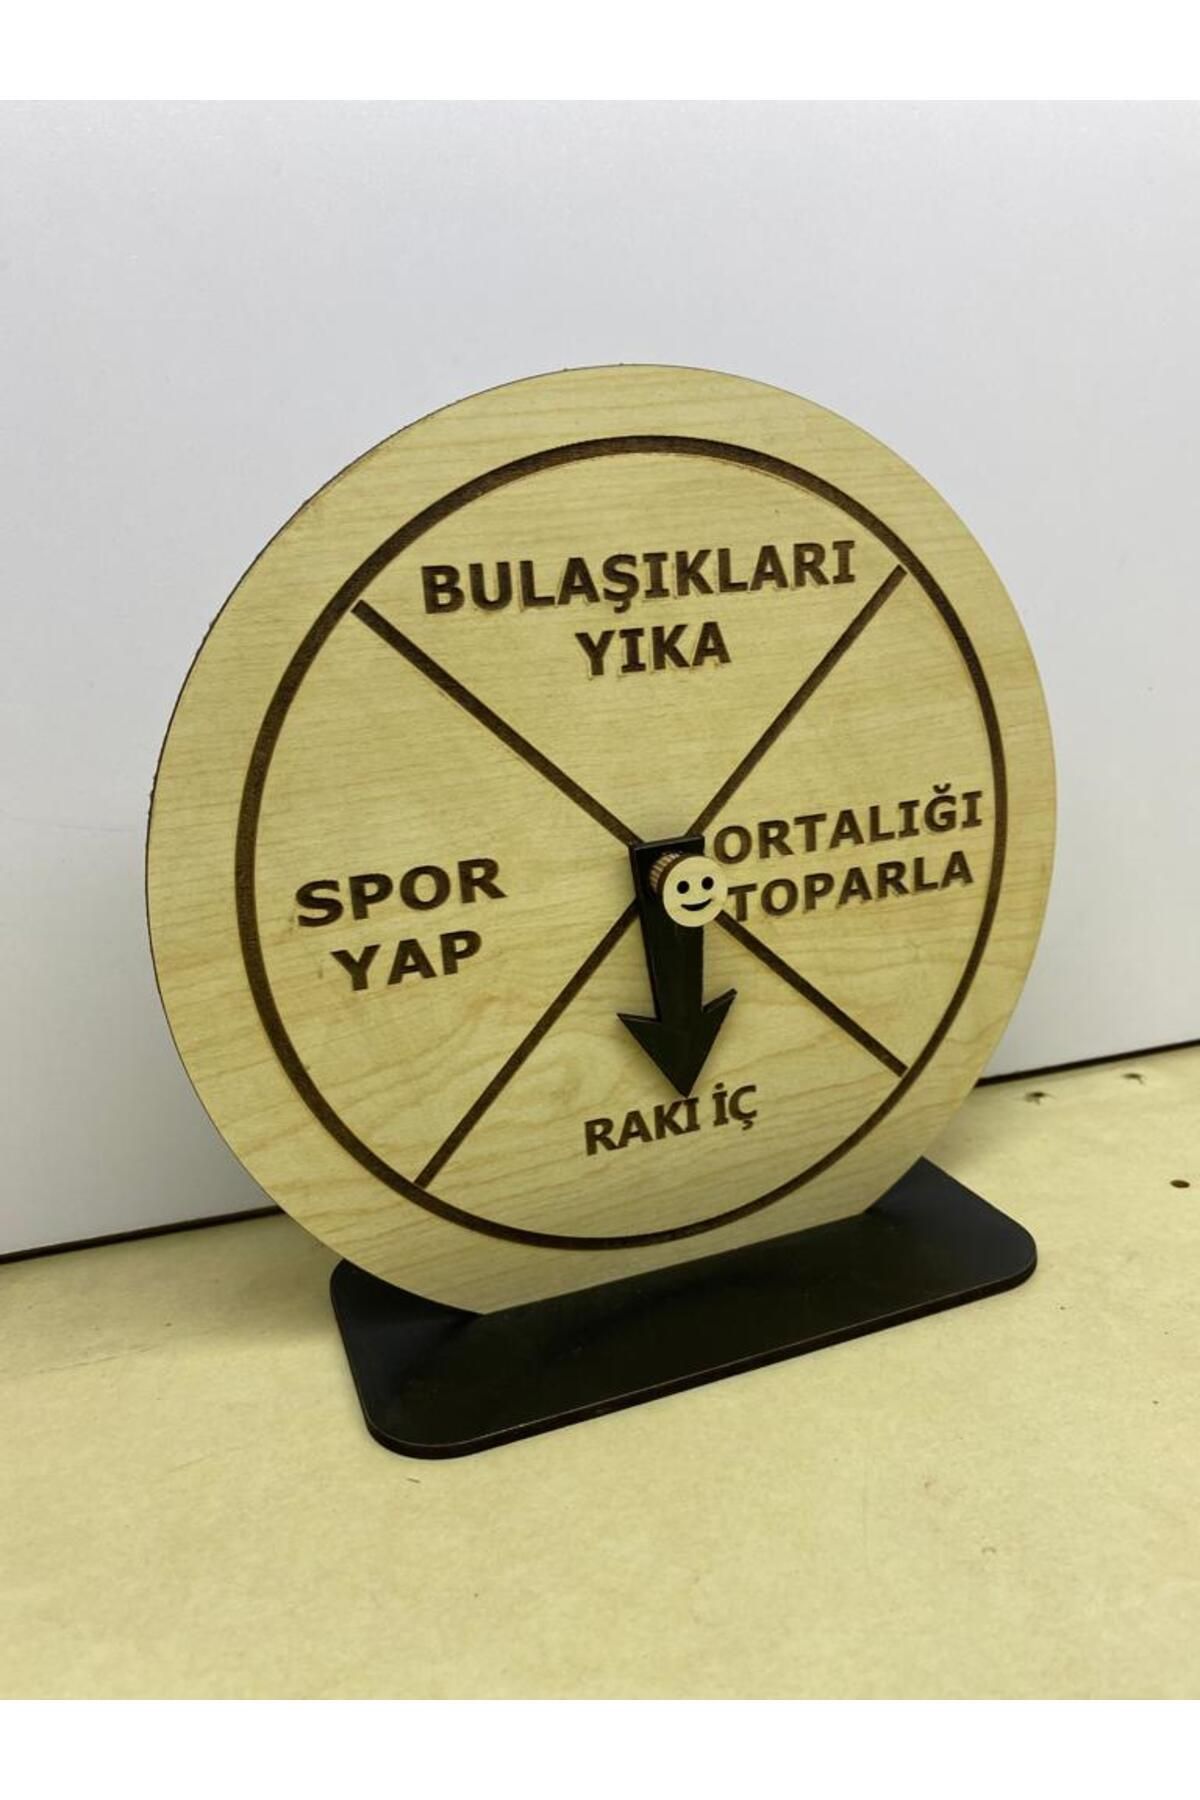 BULAŞIKLARI
YIKA
ORTALIĞI
TOPARLA
SPOR
YAP
RAKI İÇ